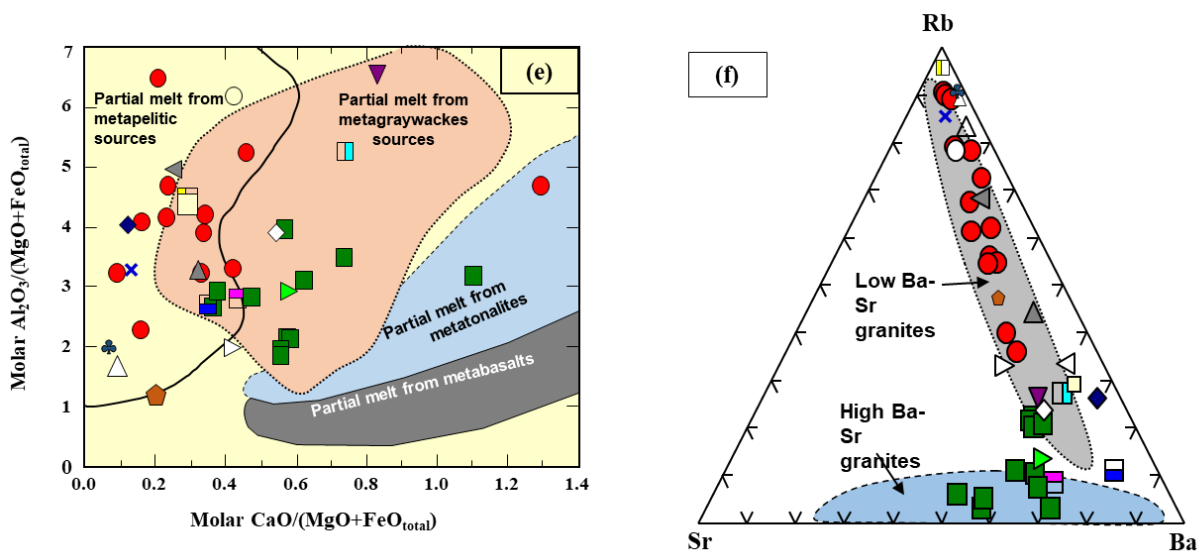 (e)
7
6
5
4
3
2
1
0
Molar Al₂O₃/(MgO+FeOtotal)
Partial melt from
metapelitic
sources
Partial melt from
metagraywackes
sources
Partial melt from
metatonalites
Partial melt from metabasalts
0.0 0.2 0.4 0.6 0.8 1.0 1.2 1.4
Molar CaO/(MgO+FeOtotal)
Rb
(f)
Low Ba-
Sr
granites
High Ba-
Sr
granites
Sr
Ba